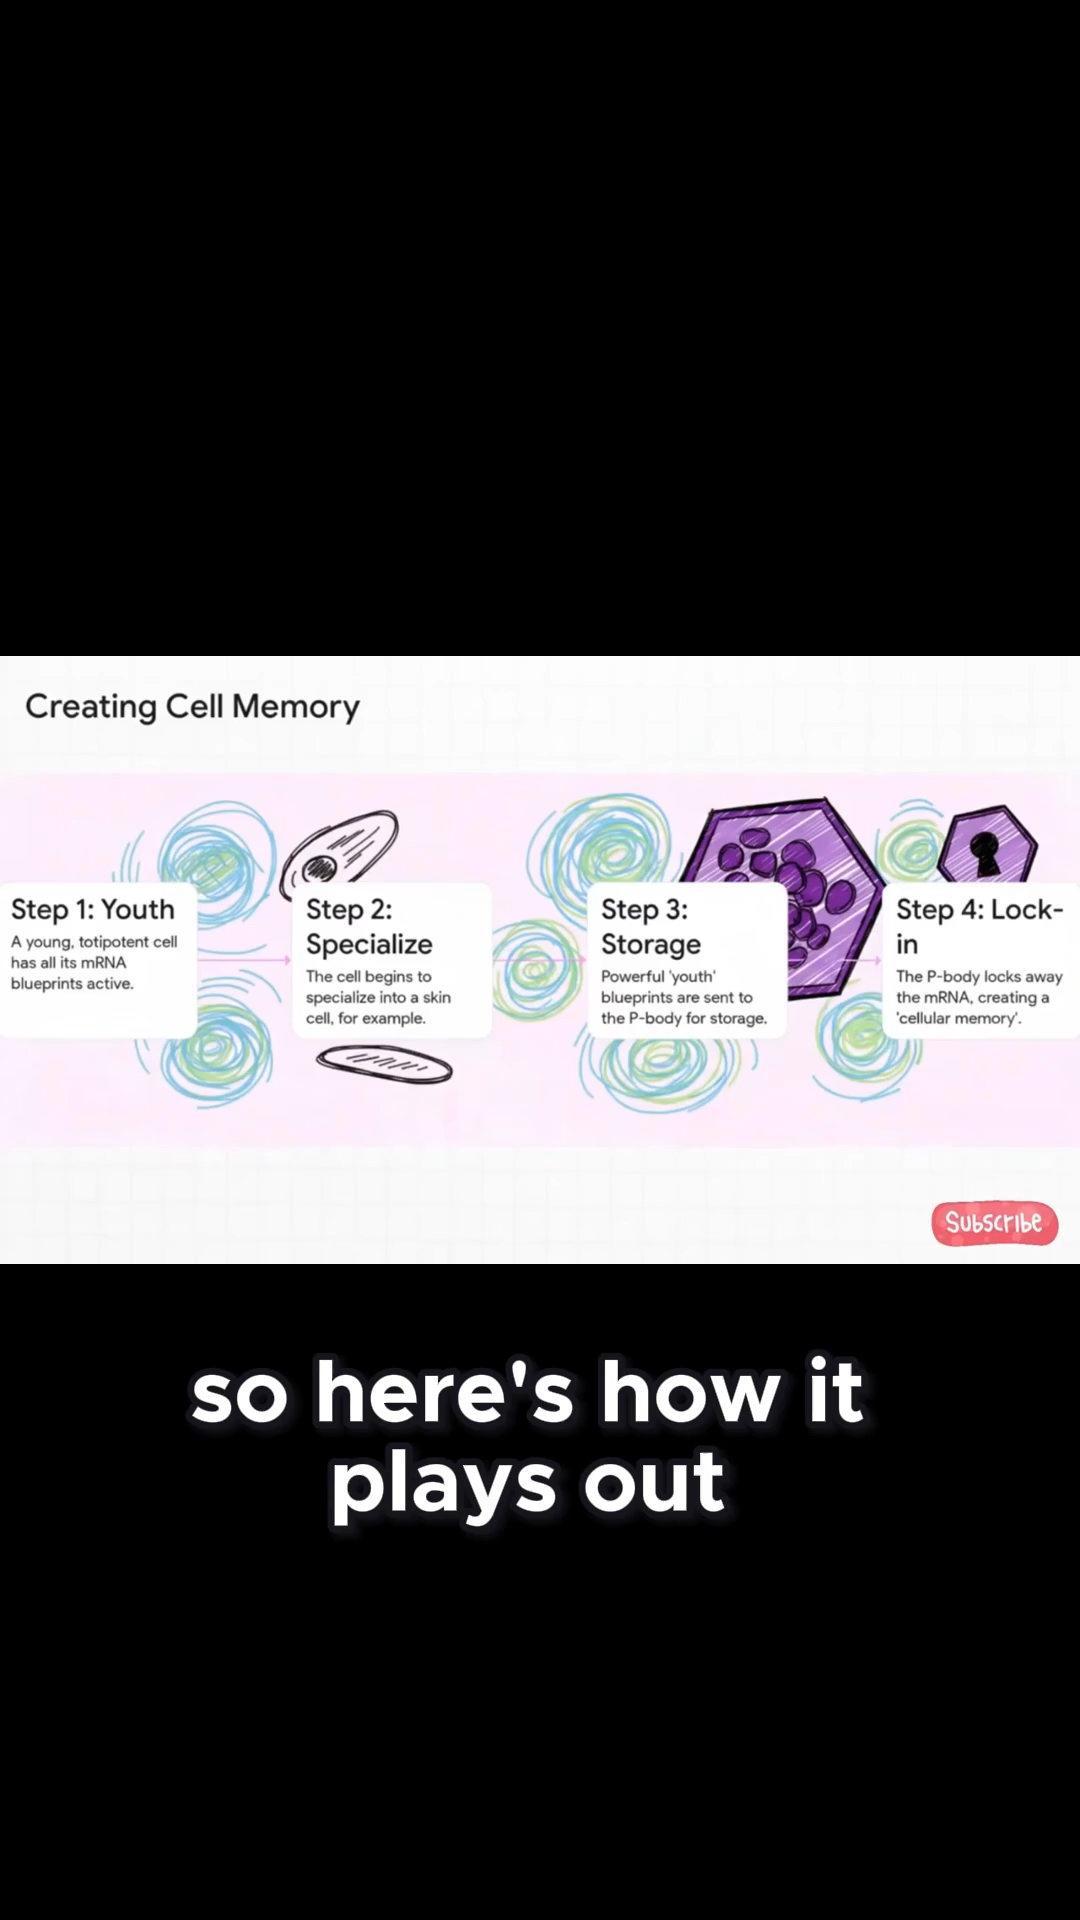 Creating Cell Memory
Step 1: Youth
A young, totipotent cell
has all its mRNA
blueprints active.
Step 2:
Specialize
The cell begins to
specialize into a skin
cell, for example.
Step 3:
Storage
Powerful 'youth'
blueprints are sent to
the P-body for storage.
Step 4: Lock-
in
The P-body locks away
the mRNA, creating a
'cellular memory'.
Subscribe
so here's how it
plays out